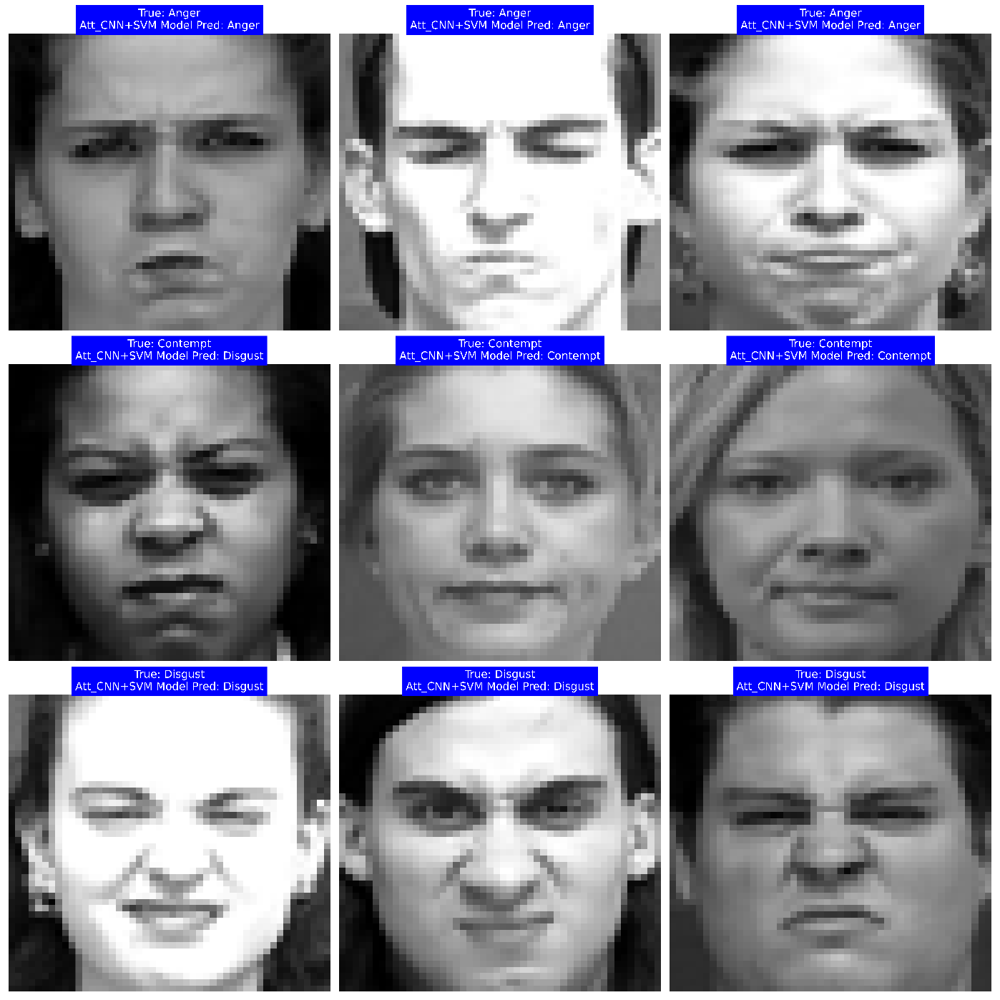 True: Anger
Att_CNN+SVM Model Pred: Anger
True: Anger
Att_CNN+SVM Model Pred: Anger
True: Anger
Att_CNN+SVM Model Pred: Anger
True: Contempt
Att_CNN+SVM Model Pred: Disgust
True: Contempt
Att_CNN+SVM Model Pred: Contempt
True: Contempt
Att_CNN+SVM Model Pred: Contempt
True: Disgust
Att_CNN+SVM Model Pred: Disgust
True: Disgust
Att_CNN+SVM Model Pred: Disgust
True: Disgust
Att_CNN+SVM Model Pred: Disgust